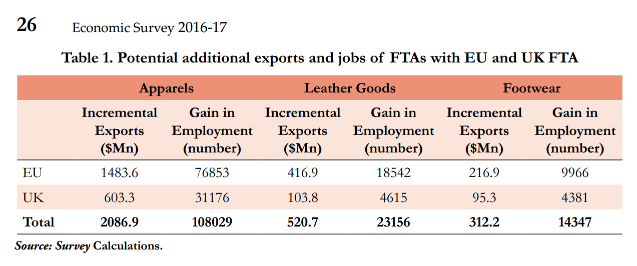 26 Economic Survey 2016-17
Table 1. Potential additional exports and jobs of FTAs with EU and UK FTA
Apparels Leather Goods Footwear
Incremental Gain in Incremental Gain in Incremental Gain in
Exports Employment Exports Employment Exports Employment
($Mn) (number) ($Mn) (number) ($Mn) (number)
EU 1483.6 76853 416.9 18542 216.9 9966
UK 603.3 31176 103.8 4615 95.3 4381
Total 2086.9 108029 520.7 23156 312.2 14347
Source: Survey Calculations.